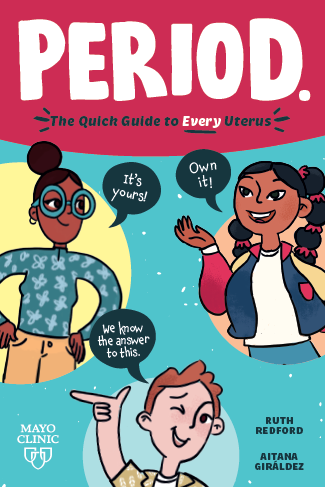 PERIOD.
The Quick Guide to Every Uterus
It's
yours!
Own
it!
We know
the answer
to this.
MAYO
CLINIC
RUTH
REDFORD
AITANA
GIRÁLDEZ